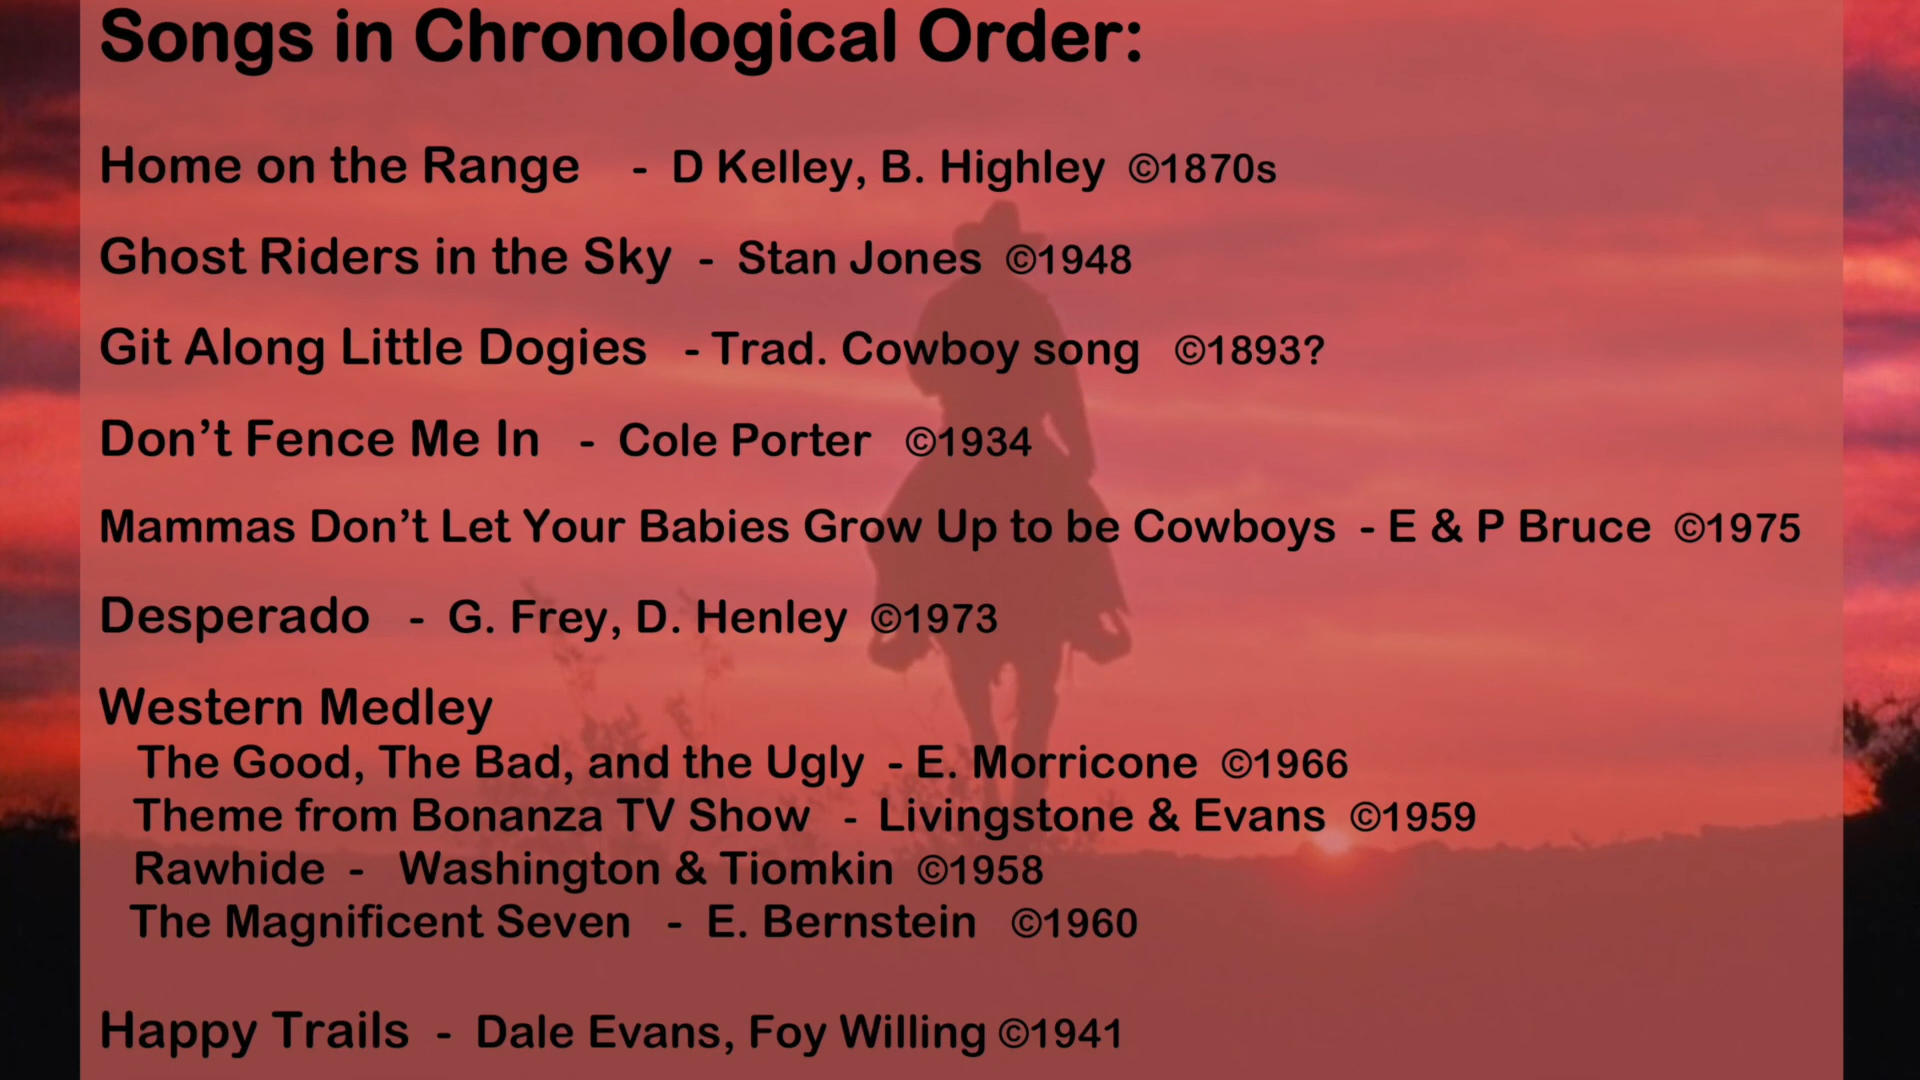 Songs in Chronological Order:
Home on the Range - D Kelley, B. Highley ©1870s
Ghost Riders in the Sky - Stan Jones ©1948
Git Along Little Dogies - Trad. Cowboy song ©1893?
Don’t Fence Me In - Cole Porter ©1934
Mammas Don’t Let Your Babies Grow Up to be Cowboys - E & P Bruce ©1975
Desperado - G. Frey, D. Henley ©1973
Western Medley
The Good, The Bad, and the Ugly - E. Morricone ©1966
Theme from Bonanza TV Show - Livingstone & Evans ©1959
Rawhide - Washington & Tiomkin ©1958
The Magnificent Seven - E. Bernstein ©1960
Happy Trails - Dale Evans, Foy Willing ©1941